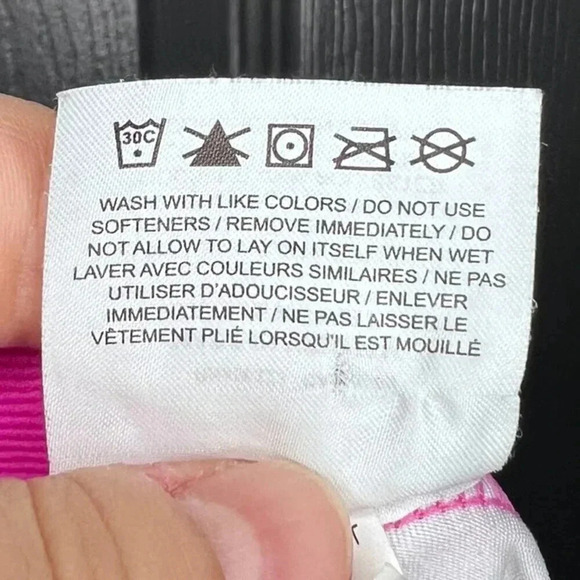 30C
WASH WITH LIKE COLORS / DO NOT USE
SOFTENERS / REMOVE IMMEDIATELY / DO
NOT ALLOW TO LAY ON ITSELF WHEN WET
LAVER AVEC COULEURS SIMILAIRES / NE PAS
UTILISER D'ADOUCISSEUR / ENLEVER
IMMEDIATEMENT / NE PAS LAISSER LE
VÊTEMENT PLIÉ LORSQU'IL EST MOUILLÉ